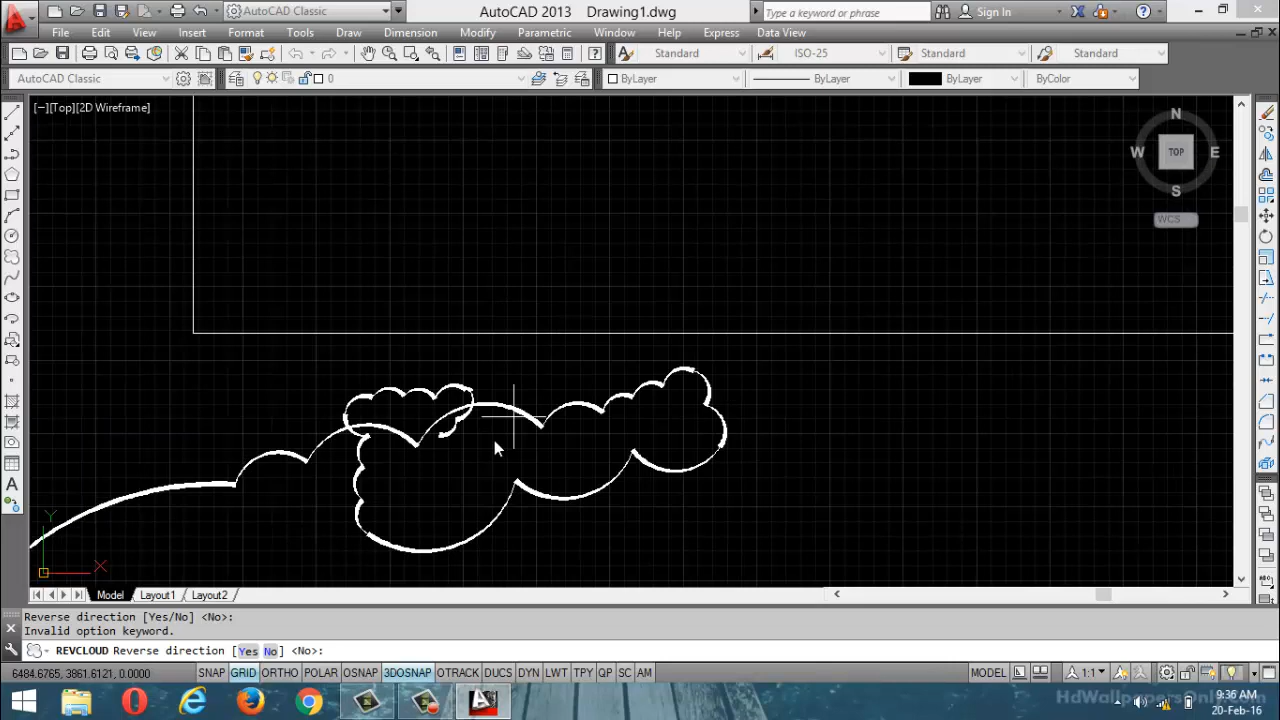 AutoCAD Classic
AutoCAD 2013 Drawing1.dwg
Type a keyword or phrase
Sign In
File Edit View Insert Format Tools Draw Dimension Modify Parametric Window Help Express Data View
Standard
ISO-25
Standard
Standard
AutoCAD Classic
0
ByLayer
ByLayer
ByLayer
ByColor
[−][Top][2D Wireframe]
N
W
TOP
E
S
WCS
A
Y
X
Model Layout1 Layout2
Reverse direction [Yes/No] <No>:
Invalid option keyword.
REVCLOUD Reverse direction [Yes No] <No>:
6484.6765, 3861.6121, 0.0000
SNAP GRID ORTHO POLAR OSNAP 3DOSNAP OTRACK DUCS DYN LWT TPY QP SC AM
MODEL
1:1
HdWallpapersOnly.com
9:36 AM
20-Feb-16